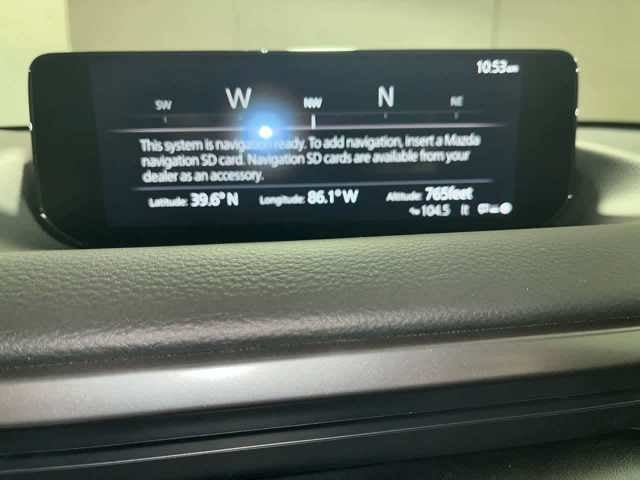 10:53am
SW W NW N NE
This system is navigation ready. To add navigation, insert a Mazda
navigation SD card. Navigation SD cards are available from your
dealer as an accessory.
Latitude: 39.6° N Longitude: 86.1° W Altitude: 765feet
104.5